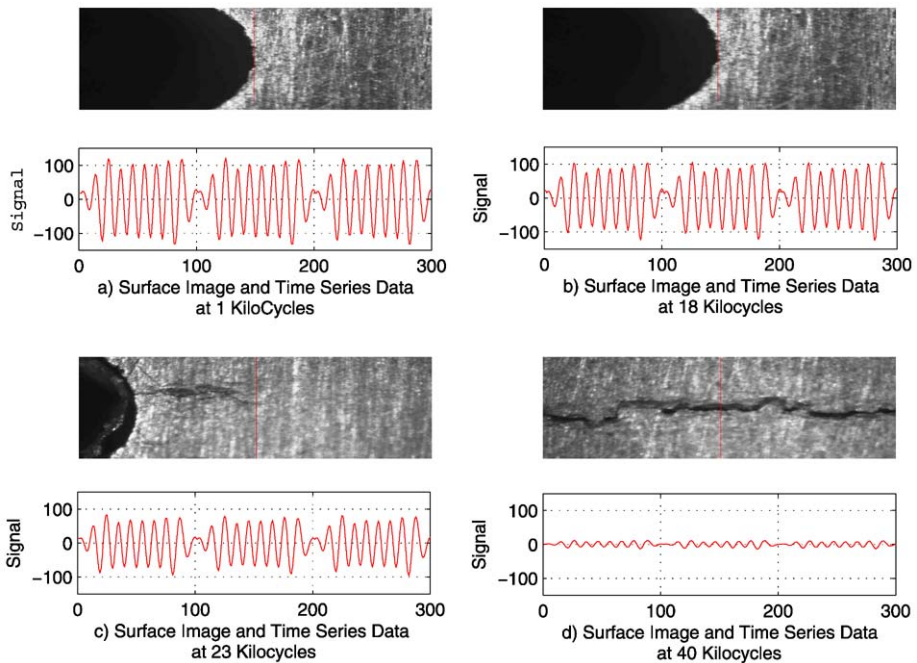 100
0
−100
Signal
0 100 200 300
a) Surface Image and Time Series Data
at 1 KiloCycles
100
0
−100
Signal
0 100 200 300
b) Surface Image and Time Series Data
at 18 Kilocycles
100
0
−100
Signal
0 100 200 300
c) Surface Image and Time Series Data
at 23 Kilocycles
100
0
−100
Signal
0 100 200 300
d) Surface Image and Time Series Data
at 40 Kilocycles